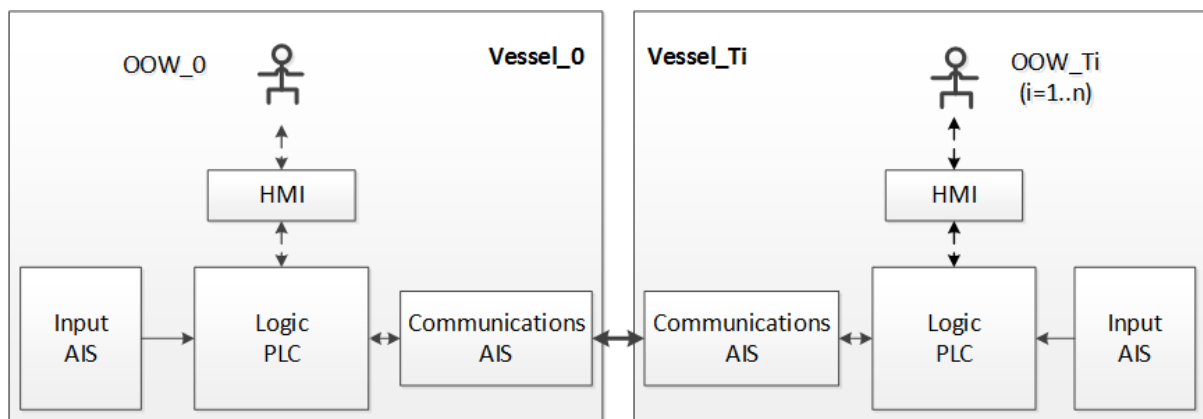 OOW_0
Vessel_0
HMI
Input
AIS
Logic
PLC
Communications
AIS
Vessel_Ti
OOW_Ti
(i=1..n)
HMI
Communications
AIS
Logic
PLC
Input
AIS